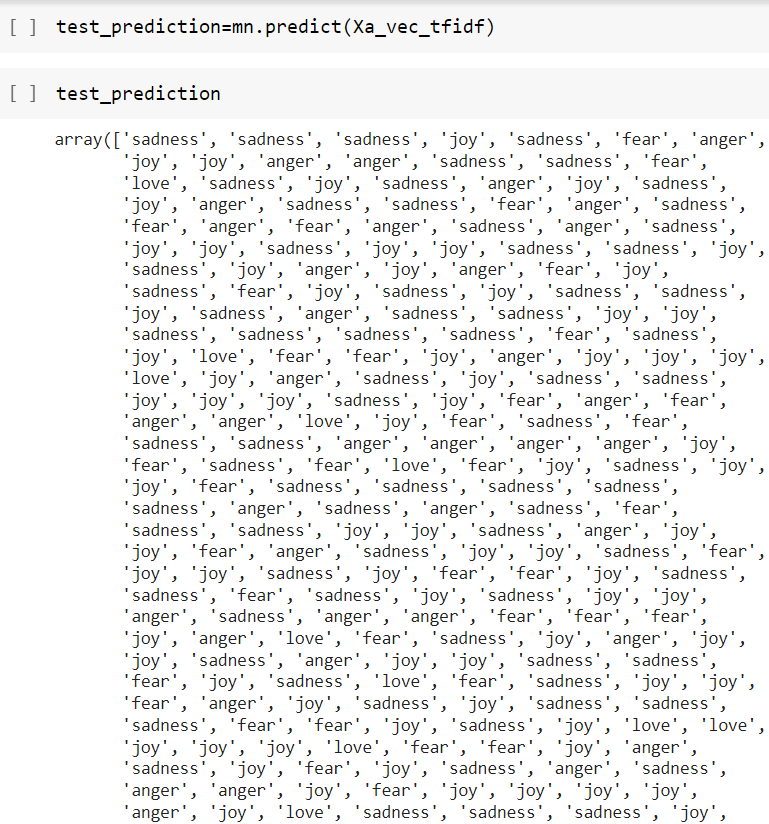 [ ] test_prediction=mn.predict(Xa_vec_tfidf)
[ ] test_prediction
array(['sadness', 'sadness', 'sadness', 'joy', 'sadness', 'fear', 'anger',
'joy', 'joy', 'anger', 'anger', 'sadness', 'sadness', 'fear',
'love', 'sadness', 'joy', 'sadness', 'anger', 'joy', 'sadness',
'joy', 'anger', 'sadness', 'sadness', 'fear', 'anger', 'sadness',
'fear', 'anger', 'fear', 'anger', 'sadness', 'anger', 'sadness',
'joy', 'joy', 'sadness', 'joy', 'joy', 'sadness', 'sadness', 'joy',
'sadness', 'joy', 'anger', 'joy', 'anger', 'fear', 'joy',
'sadness', 'fear', 'joy', 'sadness', 'joy', 'sadness', 'sadness',
'joy', 'sadness', 'anger', 'sadness', 'sadness', 'joy', 'joy',
'sadness', 'sadness', 'sadness', 'sadness', 'fear', 'sadness',
'joy', 'love', 'fear', 'fear', 'joy', 'anger', 'joy', 'joy', 'joy',
'love', 'joy', 'anger', 'sadness', 'joy', 'sadness', 'sadness',
'joy', 'joy', 'joy', 'sadness', 'joy', 'fear', 'anger', 'fear',
'anger', 'anger', 'love', 'joy', 'fear', 'sadness', 'fear',
'sadness', 'sadness', 'anger', 'anger', 'anger', 'anger', 'joy',
'fear', 'sadness', 'fear', 'love', 'fear', 'joy', 'sadness', 'joy',
'joy', 'fear', 'sadness', 'sadness', 'sadness', 'sadness',
'sadness', 'anger', 'sadness', 'anger', 'sadness', 'fear',
'sadness', 'sadness', 'joy', 'joy', 'sadness', 'anger', 'joy',
'joy', 'fear', 'anger', 'sadness', 'joy', 'joy', 'sadness', 'fear',
'joy', 'joy', 'sadness', 'joy', 'fear', 'fear', 'joy', 'sadness',
'sadness', 'fear', 'sadness', 'joy', 'sadness', 'joy', 'joy',
'anger', 'sadness', 'anger', 'anger', 'fear', 'fear', 'fear',
'joy', 'anger', 'love', 'fear', 'sadness', 'joy', 'anger', 'joy',
'joy', 'sadness', 'anger', 'joy', 'joy', 'sadness', 'sadness',
'fear', 'joy', 'sadness', 'love', 'fear', 'sadness', 'joy', 'joy',
'fear', 'anger', 'joy', 'sadness', 'joy', 'sadness', 'sadness',
'sadness', 'fear', 'fear', 'joy', 'sadness', 'joy', 'love', 'love',
'joy', 'joy', 'joy', 'love', 'fear', 'fear', 'joy', 'anger',
'sadness', 'joy', 'fear', 'joy', 'sadness', 'anger', 'sadness',
'anger', 'anger', 'joy', 'fear', 'joy', 'joy', 'joy', 'joy',
'anger', 'joy', 'love', 'sadness', 'sadness', 'sadness', 'joy',